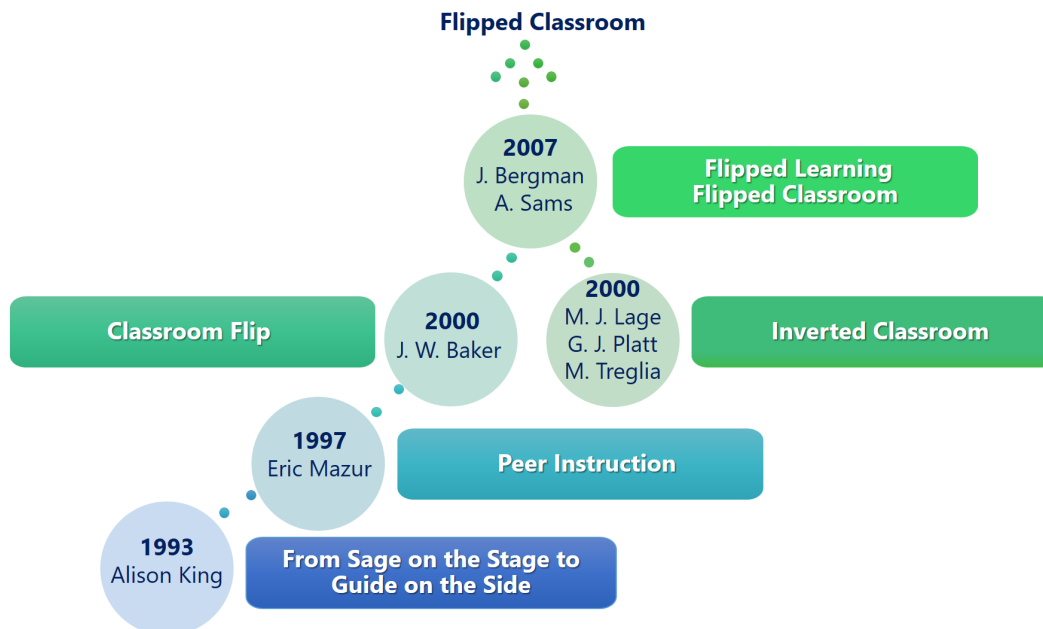 Flipped Classroom
2007
J. Bergman
A. Sams
Flipped Learning
Flipped Classroom
Classroom Flip
2000
J. W. Baker
2000
M. J. Lage
G. J. Platt
M. Treglia
Inverted Classroom
1997
Eric Mazur
Peer Instruction
1993
Alison King
From Sage on the Stage to
Guide on the Side